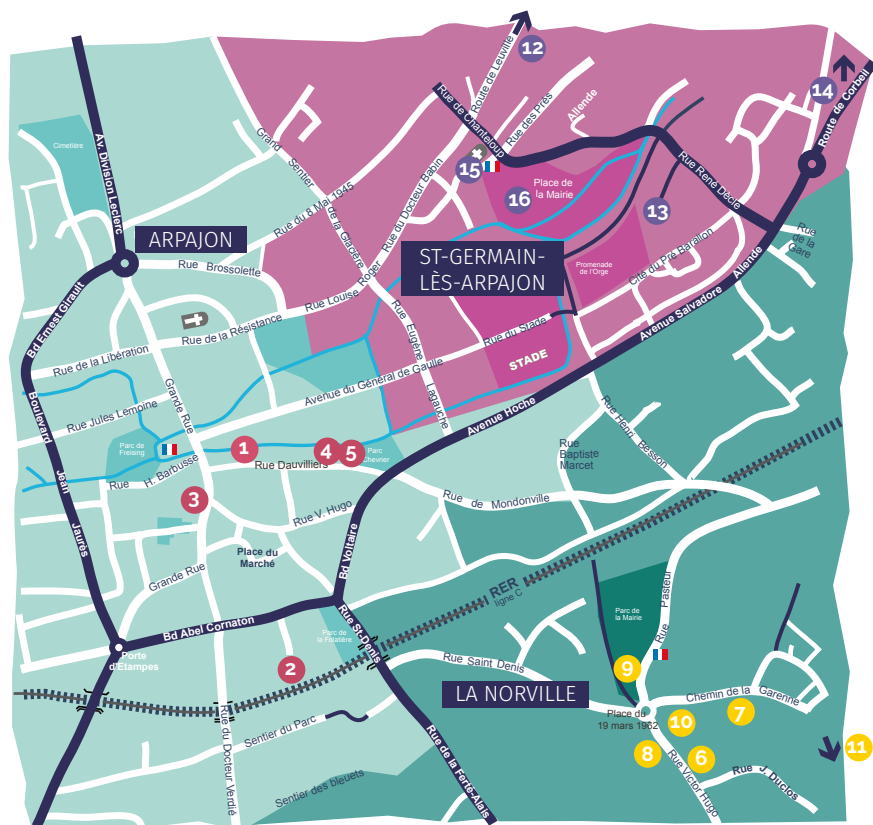 12
14
Route de Leuville
Route de Corbeil
Rue de Chanteloup
Rue des Prés
Allende
Av. Division Leclerc
Cimetière
Grand Sentier de la Glacière
15
Place de
la Mairie
16
13
Rue René Dècle
Rue du 8 Mai 1945
Rue du Docteur Babin
ARPAJON
ST-GERMAIN-
LÈS-ARPAJON
Rue
de la
Gare
Rue Brossolette
Promenade
de l'Orge
Cité du Pré Barallon
Avenue Salvadore Allende
Rue Louise Roger
Bd Ernest Girault
Rue de la Résistance
Rue Eugène Lagauche
Rue du Stade
STADE
Rue de la Libération
Avenue du Général de Gaulle
Grande Rue
Boulevard Jean Jaurès
Rue Jules Lemoine
Avenue Hoche
Rue Henri Besson
Parc de
Freising
1
4
5
Parc
Chevrier
Rue
Baptiste
Marcet
Rue H. Barbusse
Rue Dauvilliers
3
Rue V. Hugo
Rue de Mondonville
Place du
Marché
Bd Voltaire
Grande Rue
RER
ligne C
Rue Pasteur
Parc de
la Mairie
Bd Abel Cornaton
Parc de
la Folatière
Rue St-Denis
Porte
d'Etampes
2
Rue Saint Denis
9
LA NORVILLE
Chemin de la Garenne
Place du
19 mars 1962
10
7
Sentier du Parc
Rue du Docteur Verdié
Rue de la Ferté-Alais
8
6
11
Rue Victor Hugo
Rue J. Duclos
Sentier des bleuets